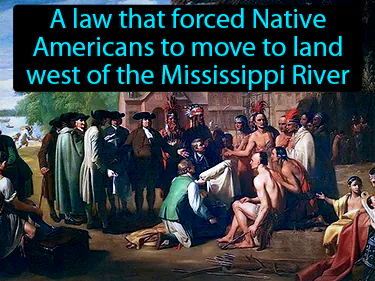 A law that forced Native
Americans to move to land
west of the Mississippi River